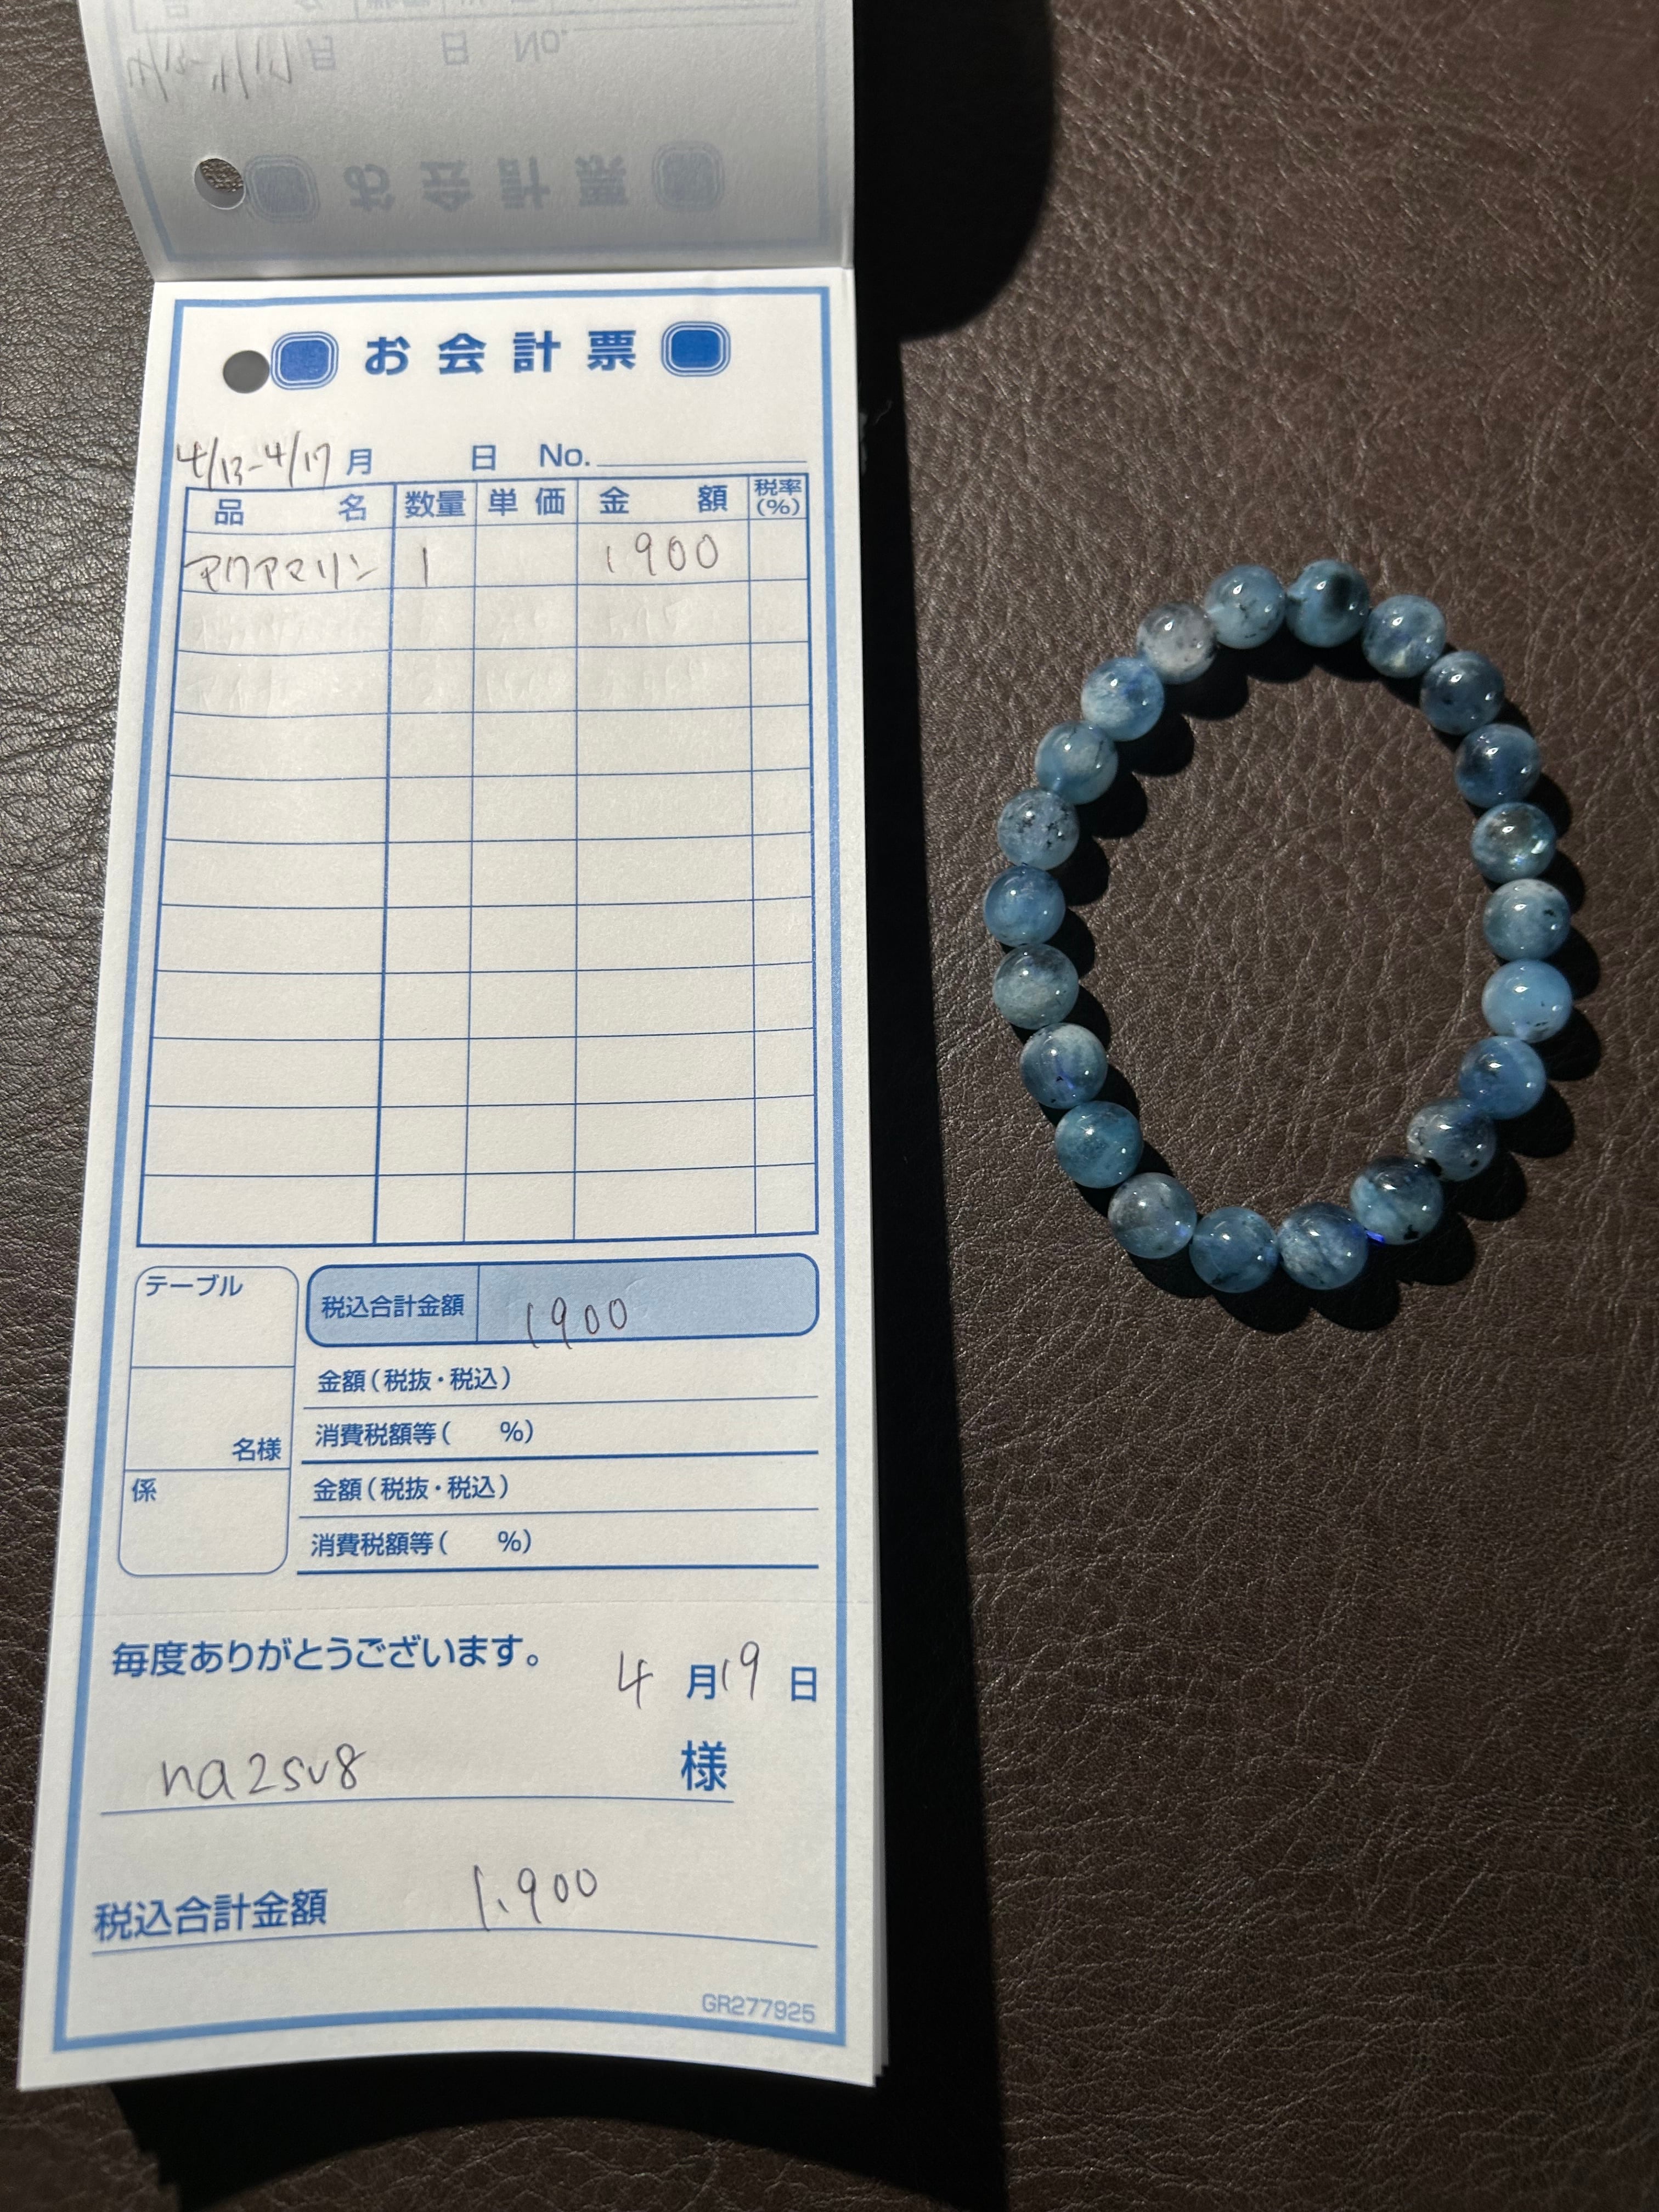 月 日 No.
お会計票
お会計票
4/13-4/17 月 日 No.
品名 数量 単価 金額 税率(%)
アクアマリン 1 1900
テーブル
税込合計金額 1900
金額(税抜・税込)
消費税額等( %)
名様
係
金額(税抜・税込)
消費税額等( %)
毎度ありがとうございます。
4月19日
na2sv8 様
税込合計金額 1,900
GR277925